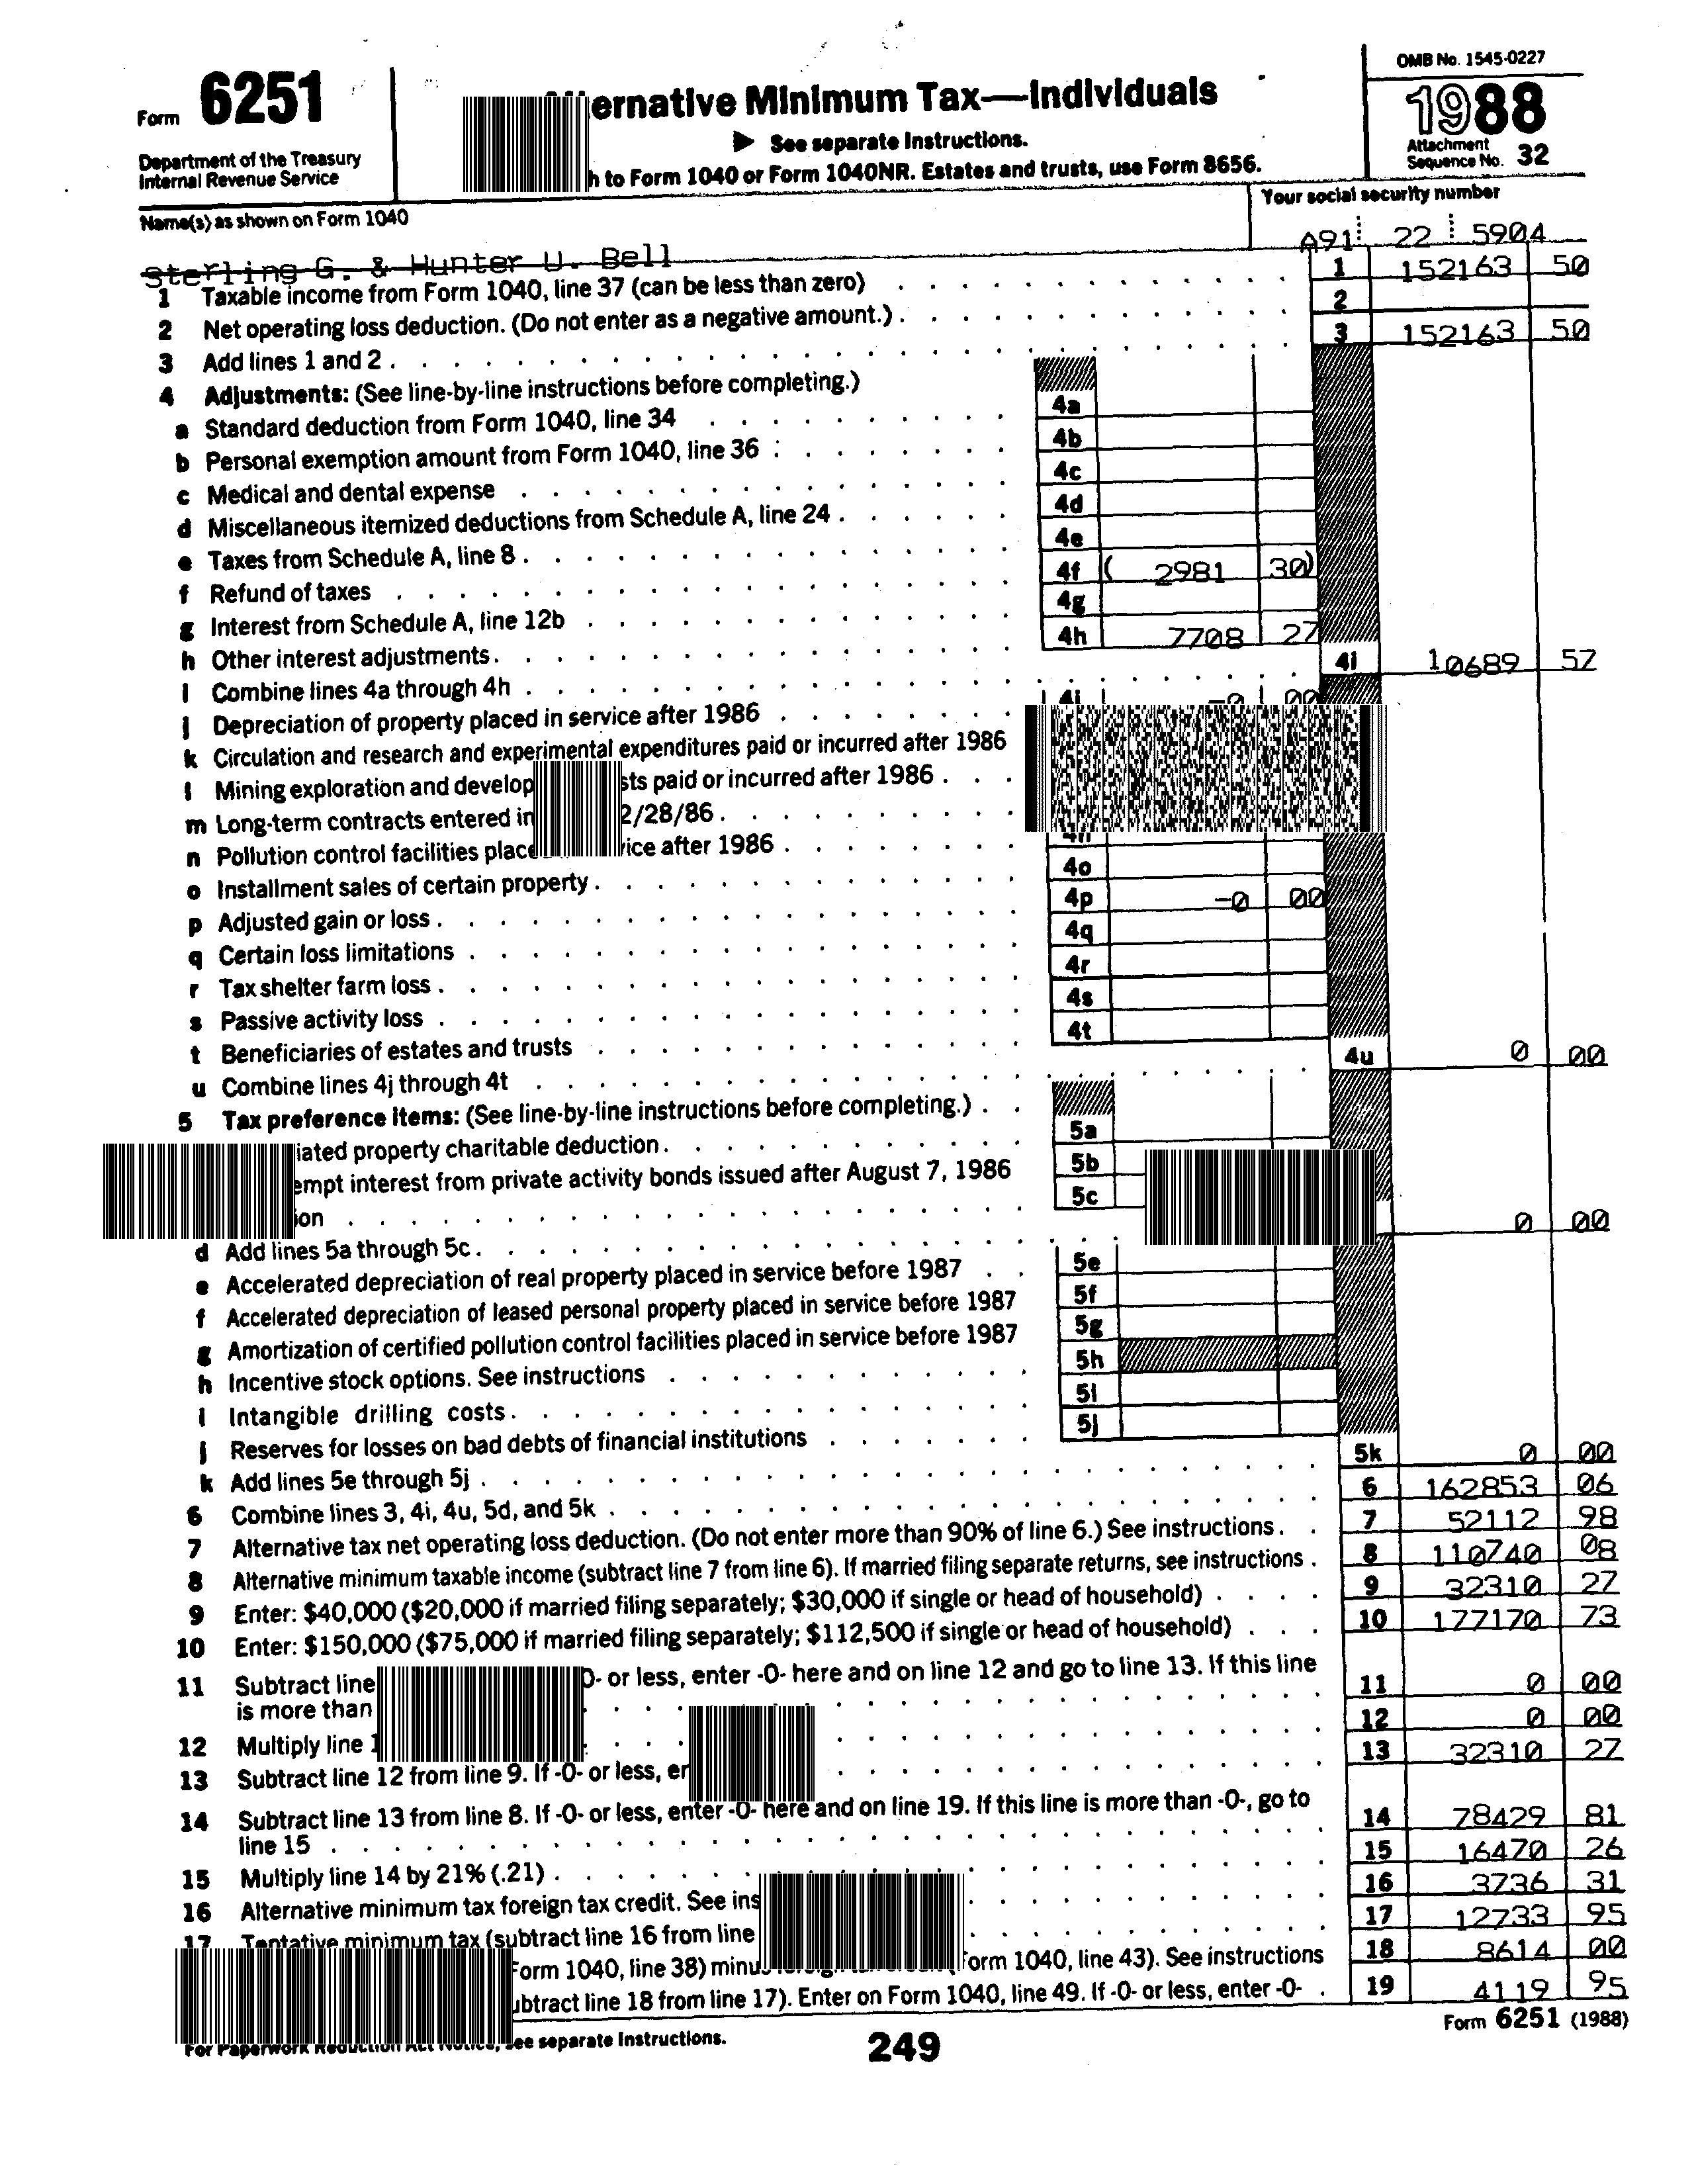 OMB No. 1545-0227
Form 6251
ernative Minimum Tax—Individuals
1988
▶ See separate Instructions.
Attachment
Sequence No. 32
Department of the Treasury
Internal Revenue Service
h to Form 1040 or Form 1040NR. Estates and trusts, use Form 8656.
Name(s) as shown on Form 1040
Your social security number
Sterling G. & Hunter U. Bell
A91 22 5904
1 Taxable income from Form 1040, line 37 (can be less than zero) 1 152163 50
2 Net operating loss deduction. (Do not enter as a negative amount.) 2
3 Add lines 1 and 2 3 152163 50
4 Adjustments: (See line-by-line instructions before completing.)
a Standard deduction from Form 1040, line 34 4a
b Personal exemption amount from Form 1040, line 36 4b
c Medical and dental expense 4c
d Miscellaneous itemized deductions from Schedule A, line 24 4d
e Taxes from Schedule A, line 8 4e
f Refund of taxes 4f ( 2981 30)
g Interest from Schedule A, line 12b 4g
h Other interest adjustments 4h 7708 27
i Combine lines 4a through 4h 4i 10689 57
j Depreciation of property placed in service after 1986 4j -0 00
k Circulation and research and experimental expenditures paid or incurred after 1986
l Mining exploration and develop sts paid or incurred after 1986
m Long-term contracts entered in 2/28/86
n Pollution control facilities place ice after 1986 4n
o Installment sales of certain property 4o
p Adjusted gain or loss 4p -0 00
q Certain loss limitations 4q
r Tax shelter farm loss 4r
s Passive activity loss 4s
t Beneficiaries of estates and trusts 4t
u Combine lines 4j through 4t 4u 0 00
5 Tax preference items: (See line-by-line instructions before completing.)
iated property charitable deduction 5a
empt interest from private activity bonds issued after August 7, 1986 5b
ion 5c
d Add lines 5a through 5c 0 00
e Accelerated depreciation of real property placed in service before 1987 5e
f Accelerated depreciation of leased personal property placed in service before 1987 5f
g Amortization of certified pollution control facilities placed in service before 1987 5g
h Incentive stock options. See instructions 5h
i Intangible drilling costs 5i
j Reserves for losses on bad debts of financial institutions 5j
k Add lines 5e through 5j 5k 0 00
6 Combine lines 3, 4i, 4u, 5d, and 5k 6 162853 06
7 Alternative tax net operating loss deduction. (Do not enter more than 90% of line 6.) See instructions 7 52112 98
8 Alternative minimum taxable income (subtract line 7 from line 6). If married filing separate returns, see instructions 8 110740 08
9 Enter: $40,000 ($20,000 if married filing separately; $30,000 if single or head of household) 9 32310 27
10 Enter: $150,000 ($75,000 if married filing separately; $112,500 if single or head of household) 10 177170 73
11 Subtract line 0- or less, enter -0- here and on line 12 and go to line 13. If this line
is more than 11 0 00
12 Multiply line 1 12 0 00
13 Subtract line 12 from line 9. If -0- or less, er 13 32310 27
14 Subtract line 13 from line 8. If -0- or less, enter -0- here and on line 19. If this line is more than -0-, go to
line 15 14 78429 81
15 Multiply line 14 by 21% (.21) 15 16470 26
16 Alternative minimum tax foreign tax credit. See ins 16 3736 31
17 Tentative minimum tax (subtract line 16 from line 17 12733 95
Form 1040, line 38) minu Form 1040, line 43). See instructions 18 8614 00
ubtract line 18 from line 17). Enter on Form 1040, line 49. If -0- or less, enter -0- 19 4119 95
For Paperwork Reduction Act Notice, see separate Instructions.
249
Form 6251 (1988)